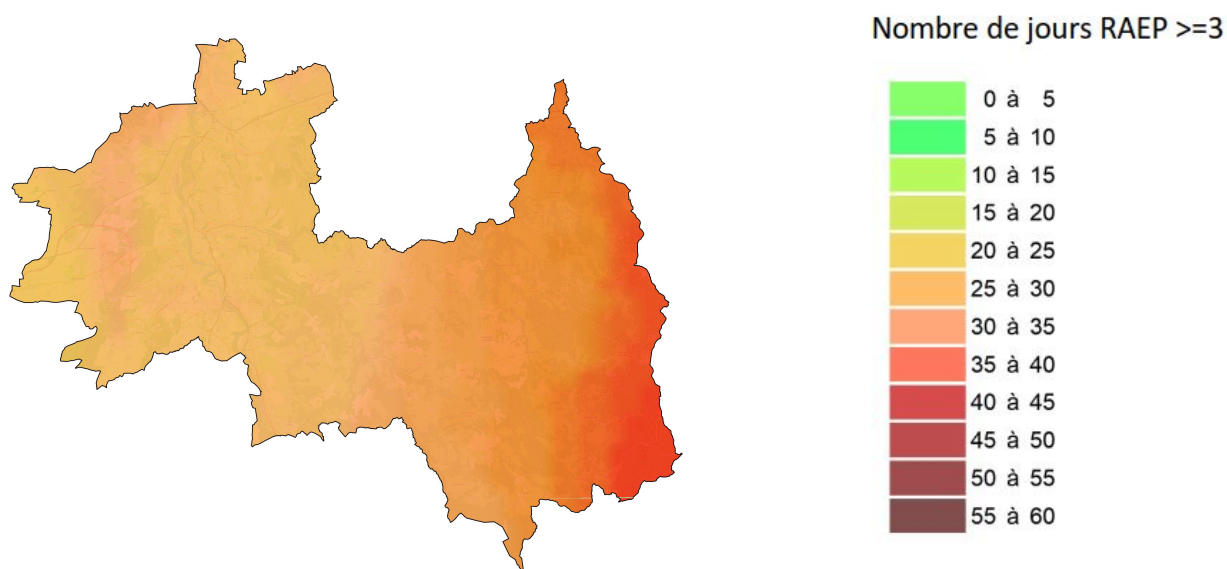 Nombre de jours RAEP >=3
0 à 5
5 à 10
10 à 15
15 à 20
20 à 25
25 à 30
30 à 35
35 à 40
40 à 45
45 à 50
50 à 55
55 à 60